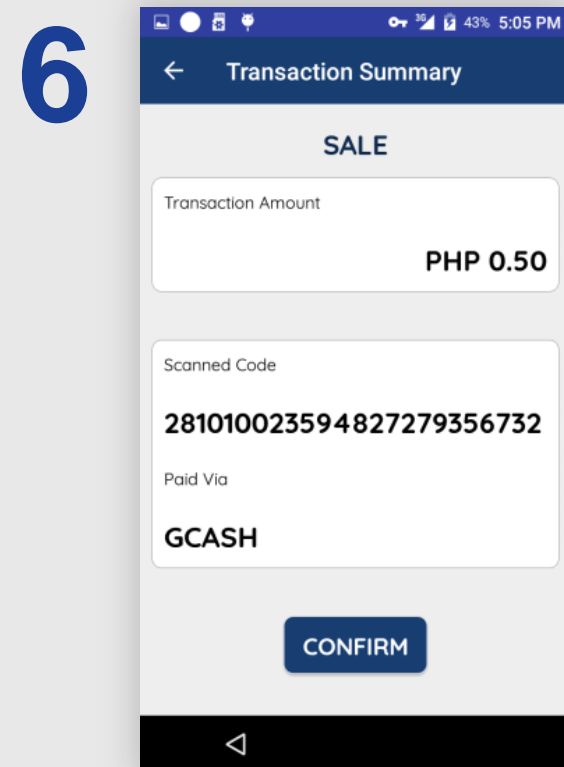 6
3G 43% 5:05 PM
Transaction Summary
SALE
Transaction Amount
PHP 0.50
Scanned Code
281010023594827279356732
Paid Via
GCASH
CONFIRM